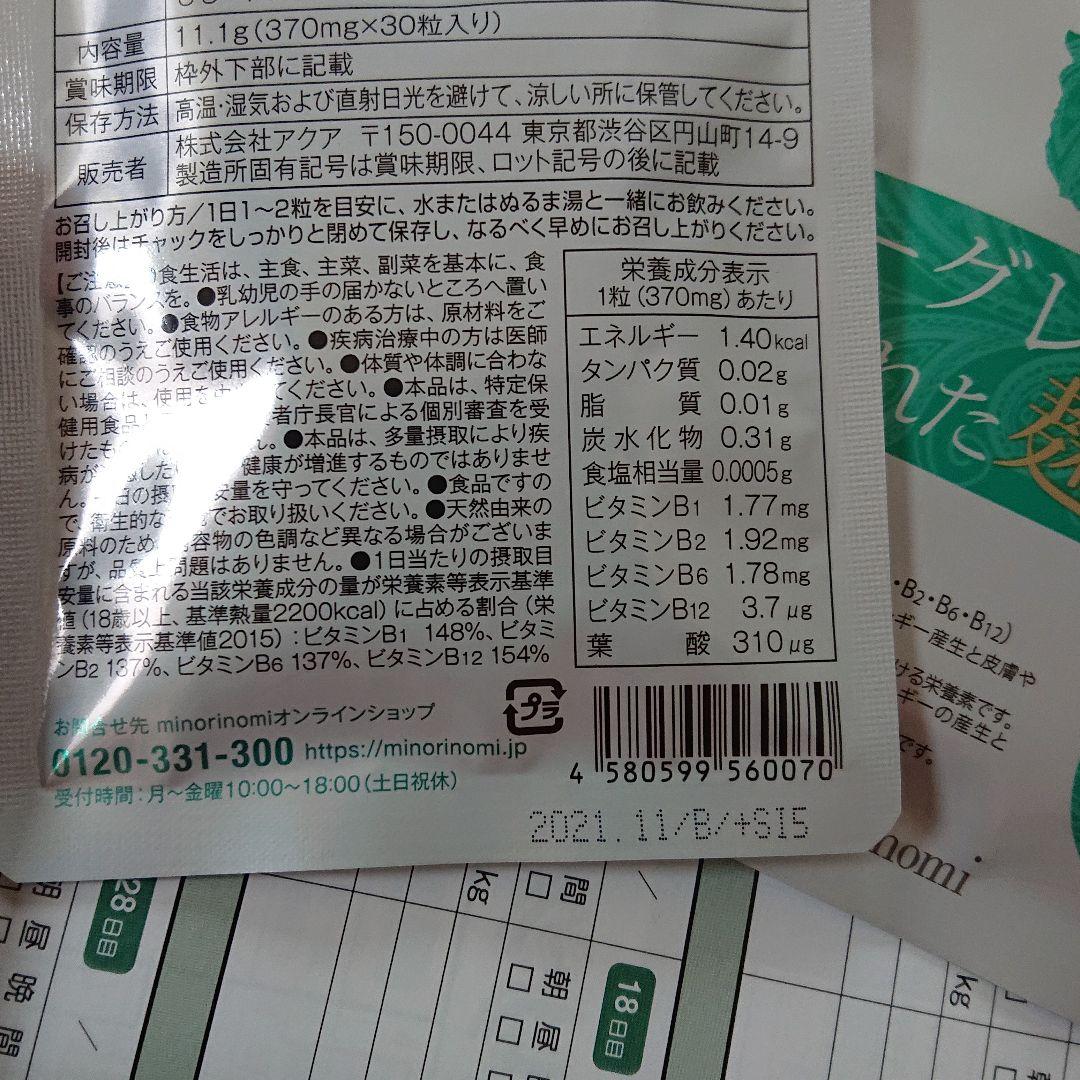 内容量 11.1g(370mg×30粒入り)
賞味期限 枠外下部に記載
保存方法 高温・湿気および直射日光を避けて、涼しい所に保管してください。
販売者 株式会社アクア 〒150-0044 東京都渋谷区円山町14-9
製造所固有記号は賞味期限、ロット記号の後に記載
お召し上がり方/1日1〜2粒を目安に、水またはぬるま湯と一緒にお飲みください。
開封後はチャックをしっかりと閉めて保存し、なるべく早めにお召し上がりください。
【ご注 食生活は、主食、主菜、副菜を基本に、食
事のバランスを。●乳幼児の手の届かないところへ置い
てください。●食物アレルギーのある方は、原材料をご
確認のうえご使用ください。●疾病治療中の方は医師
にご相談のうえご使用ください。●体質や体調に合わな
い場合は、使用を てください。●本品は、特定保
健用食品 者庁長官による個別審査を受
けたも ん。●本品は、多量摂取により疾
病が した 健康が増進するものではありませ
ん。 日の摂 安量を守ってください。●食品ですの
で、衛生的な でお取り扱いください。●天然由来の
原料のため 内容物の色調など異なる場合がございま
すが、品質上問題はありません。●1日当たりの摂取目
安量に含まれる当該栄養成分の量が栄養素等表示基準
値(18歳以上、基準熱量2200kcal)に占める割合(栄
養素等表示基準値2015):ビタミンB1 148%、ビタミ
ンB2 137%、ビタミンB6 137%、ビタミンB12 154%
栄養成分表示
1粒(370mg)あたり
エネルギー 1.40kcal
タンパク質 0.02g
脂質 0.01g
炭水化物 0.31g
食塩相当量 0.0005g
ビタミンB1 1.77mg
ビタミンB2 1.92mg
ビタミンB6 1.78mg
ビタミンB12 3.7μg
葉酸 310μg
お問合せ先 minorinomiオンラインショップ
0120-331-300 https://minorinomi.jp
受付時間:月〜金曜10:00〜18:00(土日祝休)
プラ
4 580599 560070
2021.11/B/+SI5
ーグレ
れた麹
・B2・B6・B12)
ギー産生と皮膚や
ける栄養素です。
ギーの産生と
です。
nomi
28日目
朝
昼
晩
間
kg
間
18日目
朝
昼
kg